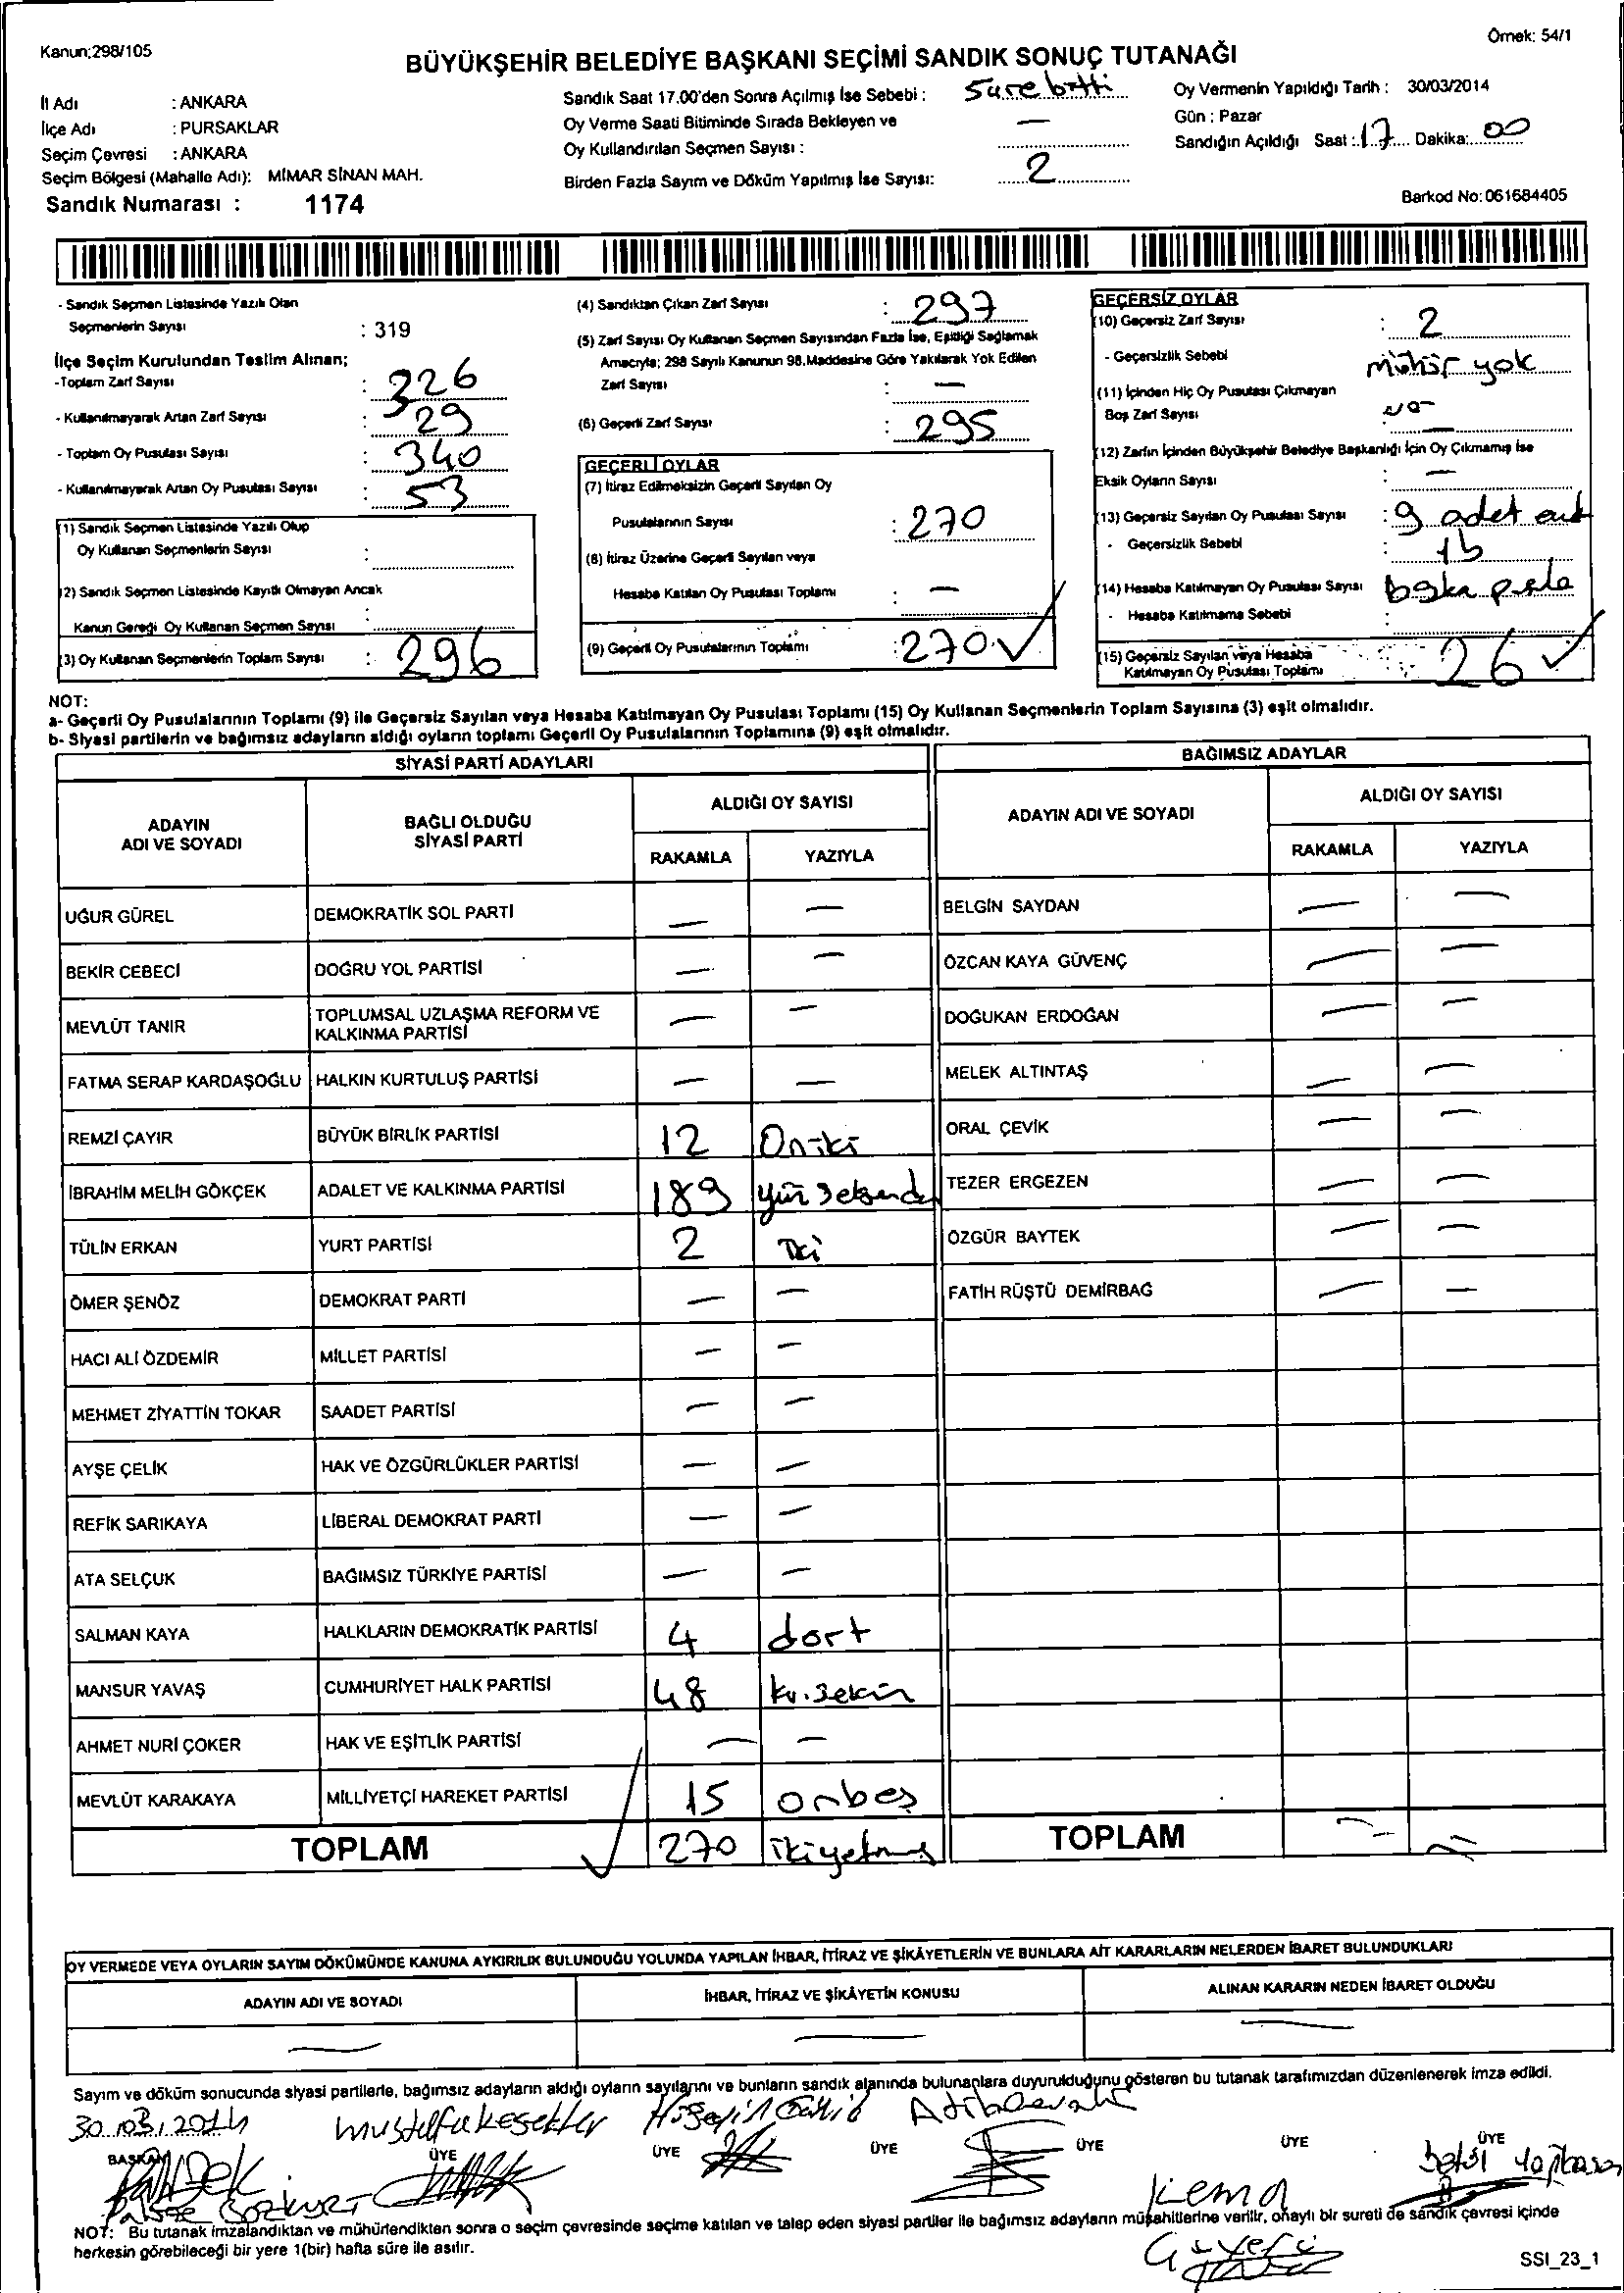 Kanun;298/105
Örnek: 54/1
BÜYÜKŞEHİR BELEDİYE BAŞKANI SEÇİMİ SANDIK SONUÇ TUTANAĞI
İl Adı : ANKARA
İlçe Adı : PURSAKLAR
Seçim Çevresi : ANKARA
Seçim Bölgesi (Mahalle Adı): MİMAR SİNAN MAH.
Sandık Numarası : 1174
Sandık Saat 17.00'den Sonra Açılmış İse Sebebi : Süre bitti
Oy Verme Saati Bitiminde Sırada Bekleyen ve
Oy Kullandırılan Seçmen Sayısı : —
Birden Fazla Sayım ve Döküm Yapılmış İse Sayısı: 2
Oy Vermenin Yapıldığı Tarih : 30/03/2014
Gün : Pazar
Sandığın Açıldığı Saat : 17 Dakika: 00
Barkod No: 061684405
- Sandık Seçmen Listesinde Yazılı Olan
Seçmenlerin Sayısı : 319
İlçe Seçim Kurulundan Teslim Alınan;
-Toplam Zarf Sayısı : 326
- Kullanılmayarak Artan Zarf Sayısı : 29
- Toplam Oy Pusulası Sayısı : 340
- Kullanılmayarak Artan Oy Pusulası Sayısı : 53
(1) Sandık Seçmen Listesinde Yazılı Olup
Oy Kullanan Seçmenlerin Sayısı :
(2) Sandık Seçmen Listesinde Kayıtlı Olmayan Ancak
Kanun Gereği Oy Kullanan Seçmen Sayısı :
(3) Oy Kullanan Seçmenlerin Toplam Sayısı : 296
(4) Sandıktan Çıkan Zarf Sayısı : 297
(5) Zarf Sayısı Oy Kullanan Seçmen Sayısından Fazla İse, Eşitliği Sağlamak
Amacıyla; 298 Sayılı Kanunun 98.Maddesine Göre Yakılarak Yok Edilen
Zarf Sayısı : —
(6) Geçerli Zarf Sayısı : 295
GEÇERLİ OYLAR
(7) İtiraz Edilmeksizin Geçerli Sayılan Oy
Pusulalarının Sayısı : 270
(8) İtiraz Üzerine Geçerli Sayılan veya
Hesaba Katılan Oy Pusulası Toplamı : —
(9) Geçerli Oy Pusulalarının Toplamı : 270 ✓
GEÇERSİZ OYLAR
(10) Geçersiz Zarf Sayısı : 2
- Geçersizlik Sebebi mühür yok
(11) İçinden Hiç Oy Pusulası Çıkmayan
Boş Zarf Sayısı —
(12) Zarfın İçinden Büyükşehir Belediye Başkanlığı İçin Oy Çıkmamış İse
Eksik Oyların Sayısı : —
(13) Geçersiz Sayılan Oy Pusulası Sayısı : 9 adet
- Geçersizlik Sebebi :
(14) Hesaba Katılmayan Oy Pusulası Sayısı
- Hesaba Katılmama Sebebi :
(15) Geçersiz Sayılan veya Hesaba
Katılmayan Oy Pusulası Toplamı : 26 ✓
NOT:
a- Geçerli Oy Pusulalarının Toplamı (9) ile Geçersiz Sayılan veya Hesaba Katılmayan Oy Pusulası Toplamı (15) Oy Kullanan Seçmenlerin Toplam Sayısına (3) eşit olmalıdır.
b- Siyasi partilerin ve bağımsız adayların aldığı oyların toplamı Geçerli Oy Pusulalarının Toplamına (9) eşit olmalıdır.
SİYASİ PARTİ ADAYLARI
ADAYIN ADI VE SOYADI
BAĞLI OLDUĞU SİYASİ PARTİ
ALDIĞI OY SAYISI
RAKAMLA YAZIYLA
UĞUR GÜREL DEMOKRATİK SOL PARTİ — —
BEKİR CEBECİ DOĞRU YOL PARTİSİ — —
MEVLÜT TANIR TOPLUMSAL UZLAŞMA REFORM VE KALKINMA PARTİSİ — —
FATMA SERAP KARDAŞOĞLU HALKIN KURTULUŞ PARTİSİ — —
REMZİ ÇAYIR BÜYÜK BİRLİK PARTİSİ 12 Oniki
İBRAHİM MELİH GÖKÇEK ADALET VE KALKINMA PARTİSİ 189
TÜLİN ERKAN YURT PARTİSİ 2 iki
ÖMER ŞENÖZ DEMOKRAT PARTİ — —
HACI ALİ ÖZDEMİR MİLLET PARTİSİ — —
MEHMET ZİYATTİN TOKAR SAADET PARTİSİ — —
AYŞE ÇELİK HAK VE ÖZGÜRLÜKLER PARTİSİ — —
REFİK SARIKAYA LİBERAL DEMOKRAT PARTİ — —
ATA SELÇUK BAĞIMSIZ TÜRKİYE PARTİSİ — —
SALMAN KAYA HALKLARIN DEMOKRATİK PARTİSİ 4 dort
MANSUR YAVAŞ CUMHURİYET HALK PARTİSİ 48
AHMET NURİ ÇOKER HAK VE EŞİTLİK PARTİSİ — —
MEVLÜT KARAKAYA MİLLİYETÇİ HAREKET PARTİSİ 15 onbeş
TOPLAM ✓ 270 ikiyetmiş
BAĞIMSIZ ADAYLAR
ADAYIN ADI VE SOYADI
ALDIĞI OY SAYISI
RAKAMLA YAZIYLA
BELGİN SAYDAN — —
ÖZCAN KAYA GÜVENÇ — —
DOĞUKAN ERDOĞAN — —
MELEK ALTINTAŞ — —
ORAL ÇEVİK — —
TEZER ERGEZEN — —
ÖZGÜR BAYTEK — —
FATİH RÜŞTÜ DEMİRBAĞ — —
TOPLAM
OY VERMEDE VEYA OYLARIN SAYIM DÖKÜMÜNDE KANUNA AYKIRILIK BULUNDUĞU YOLUNDA YAPILAN İHBAR, İTİRAZ VE ŞİKÂYETLERİN VE BUNLARA AİT KARARLARIN NELERDEN İBARET BULUNDUKLARI
ADAYIN ADI VE SOYADI İHBAR, İTİRAZ VE ŞİKÂYETİN KONUSU ALINAN KARARIN NEDEN İBARET OLDUĞU
— — —
Sayım ve döküm sonucunda siyasi partilerle, bağımsız adayların aldığı oyların sayılarını ve bunların sandık alanında bulunanlara duyurulduğunu gösteren bu tutanak tarafımızdan düzenlenerek imza edildi.
30.03.2014
BAŞKAN ÜYE ÜYE ÜYE ÜYE ÜYE ÜYE
NOT: Bu tutanak imzalandıktan ve mühürlendikten sonra o seçim çevresinde seçime katılan ve talep eden siyasi partiler ile bağımsız adayların müşahitlerine verilir, onaylı bir sureti de sandık çevresi içinde
herkesin görebileceği bir yere 1(bir) hafta süre ile asılır.
SSI_23_1